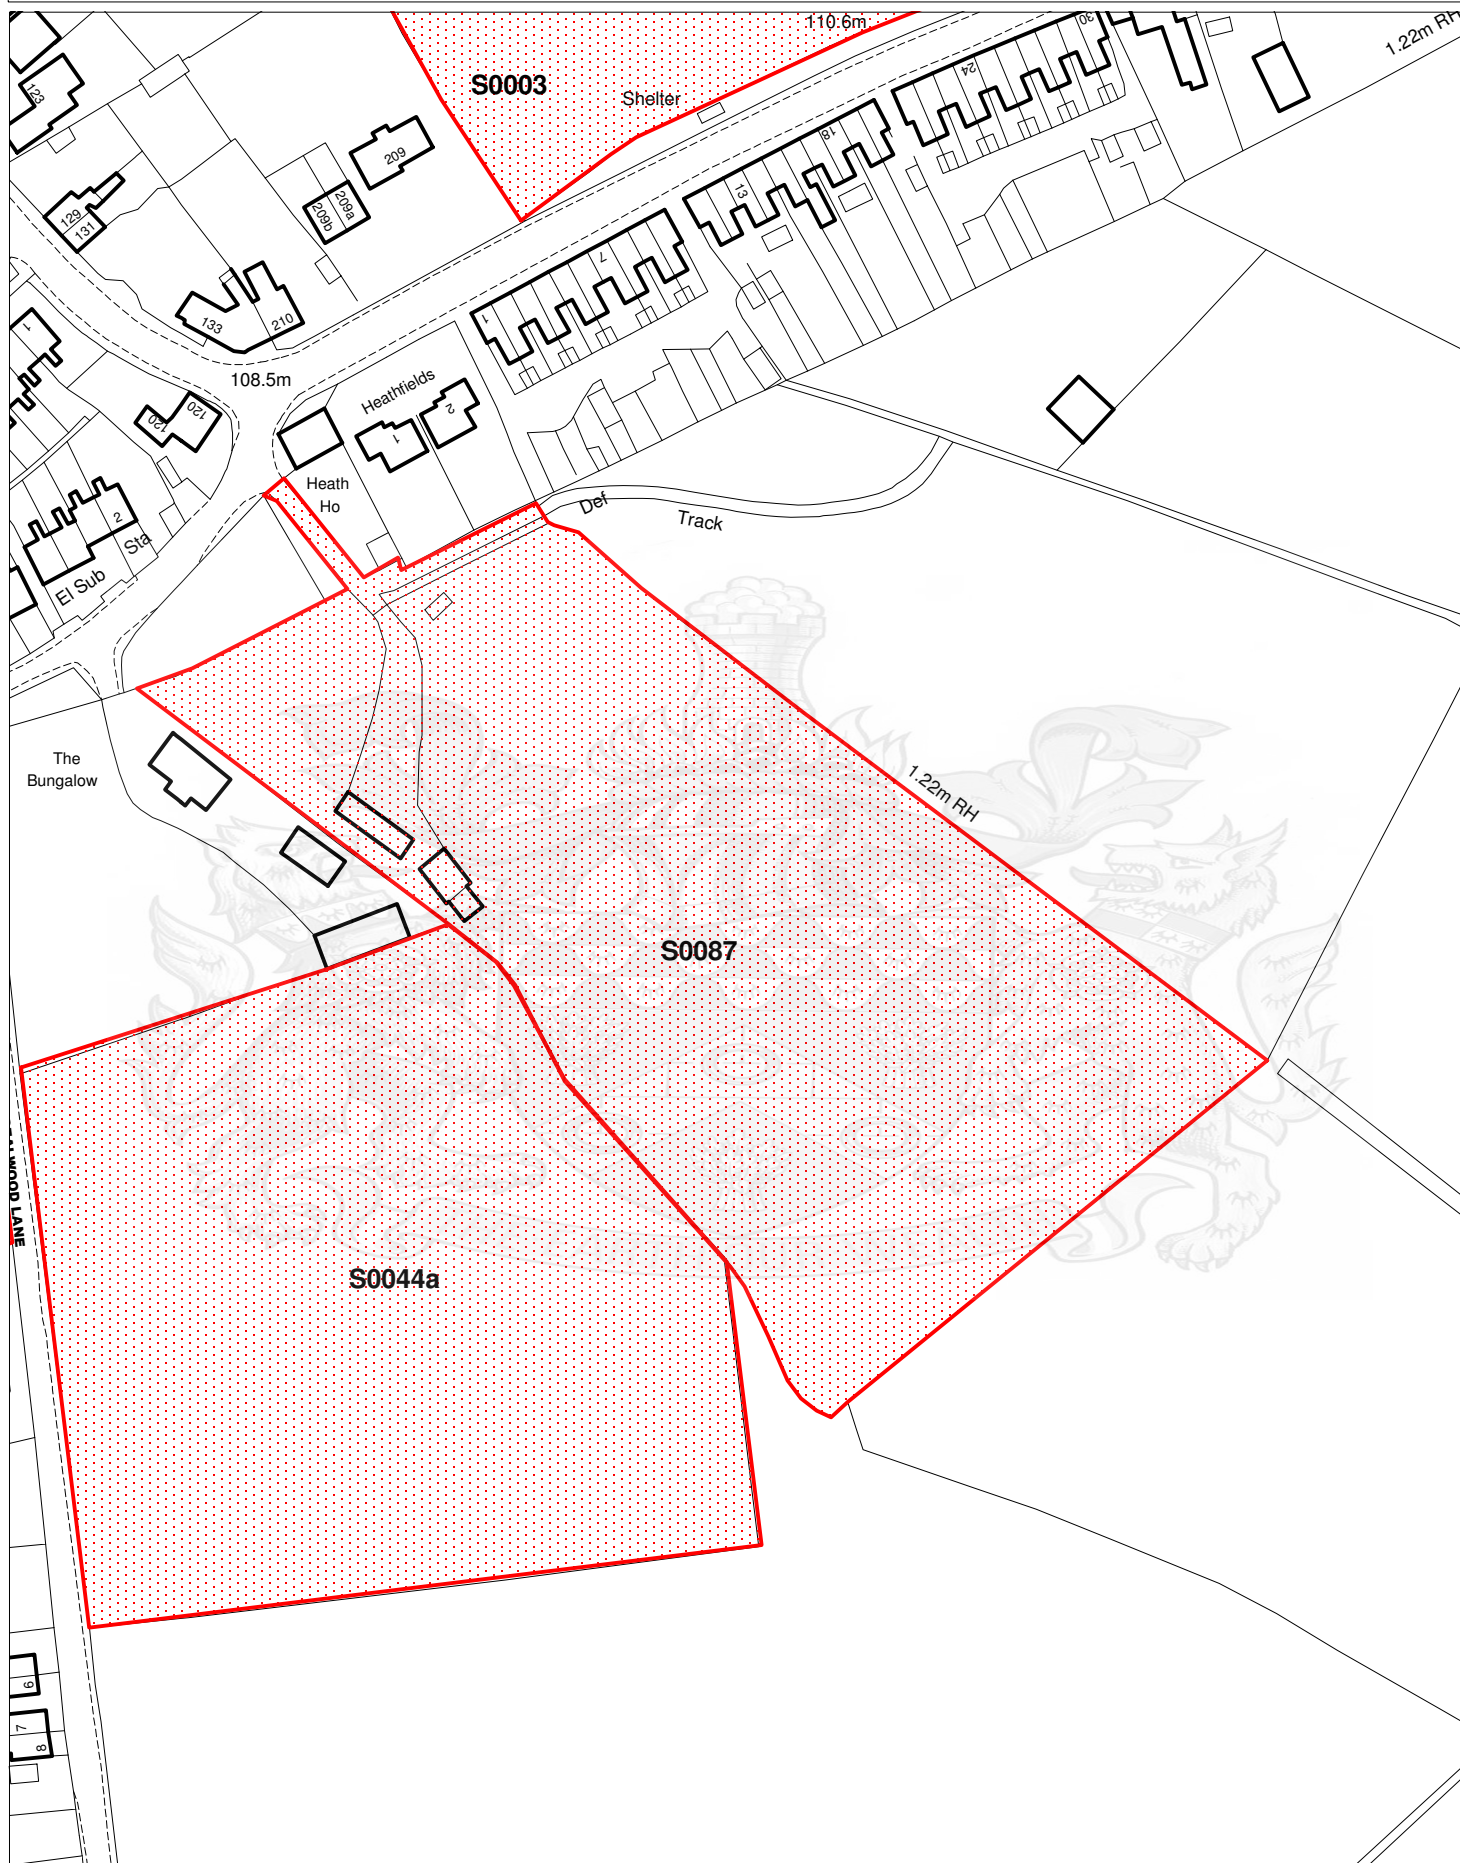 110.6m
30
1.22m RH
S0003
24
123
Shelter
18
209
209a
209b
13
129
131
7
133
210
1
1
108.5m
Heathfields
2
1
120
120
Heath
Ho
2
El Sub Sta
Def
Track
The
Bungalow
1.22m RH
S0087
WOOD LANE
S0044a
6
7
8